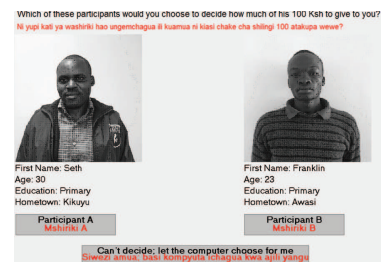 Which of these participants would you choose to decide how much of his 100 Ksh to give to you?
Ni yupi kati ya washiriki hao ungemchagua ili kuamua ni kiasi chake cha shilingi 100 atakupa wewe?
First Name: Seth
Age: 30
Education: Primary
Hometown: Kikuyu
Participant A
Mshiriki A
First Name: Franklin
Age: 23
Education: Primary
Hometown: Awasi
Participant B
Mshiriki B
Can't decide; let the computer choose for me
Siwezi amua, basi kompyuta ichague kwa ajili yangu